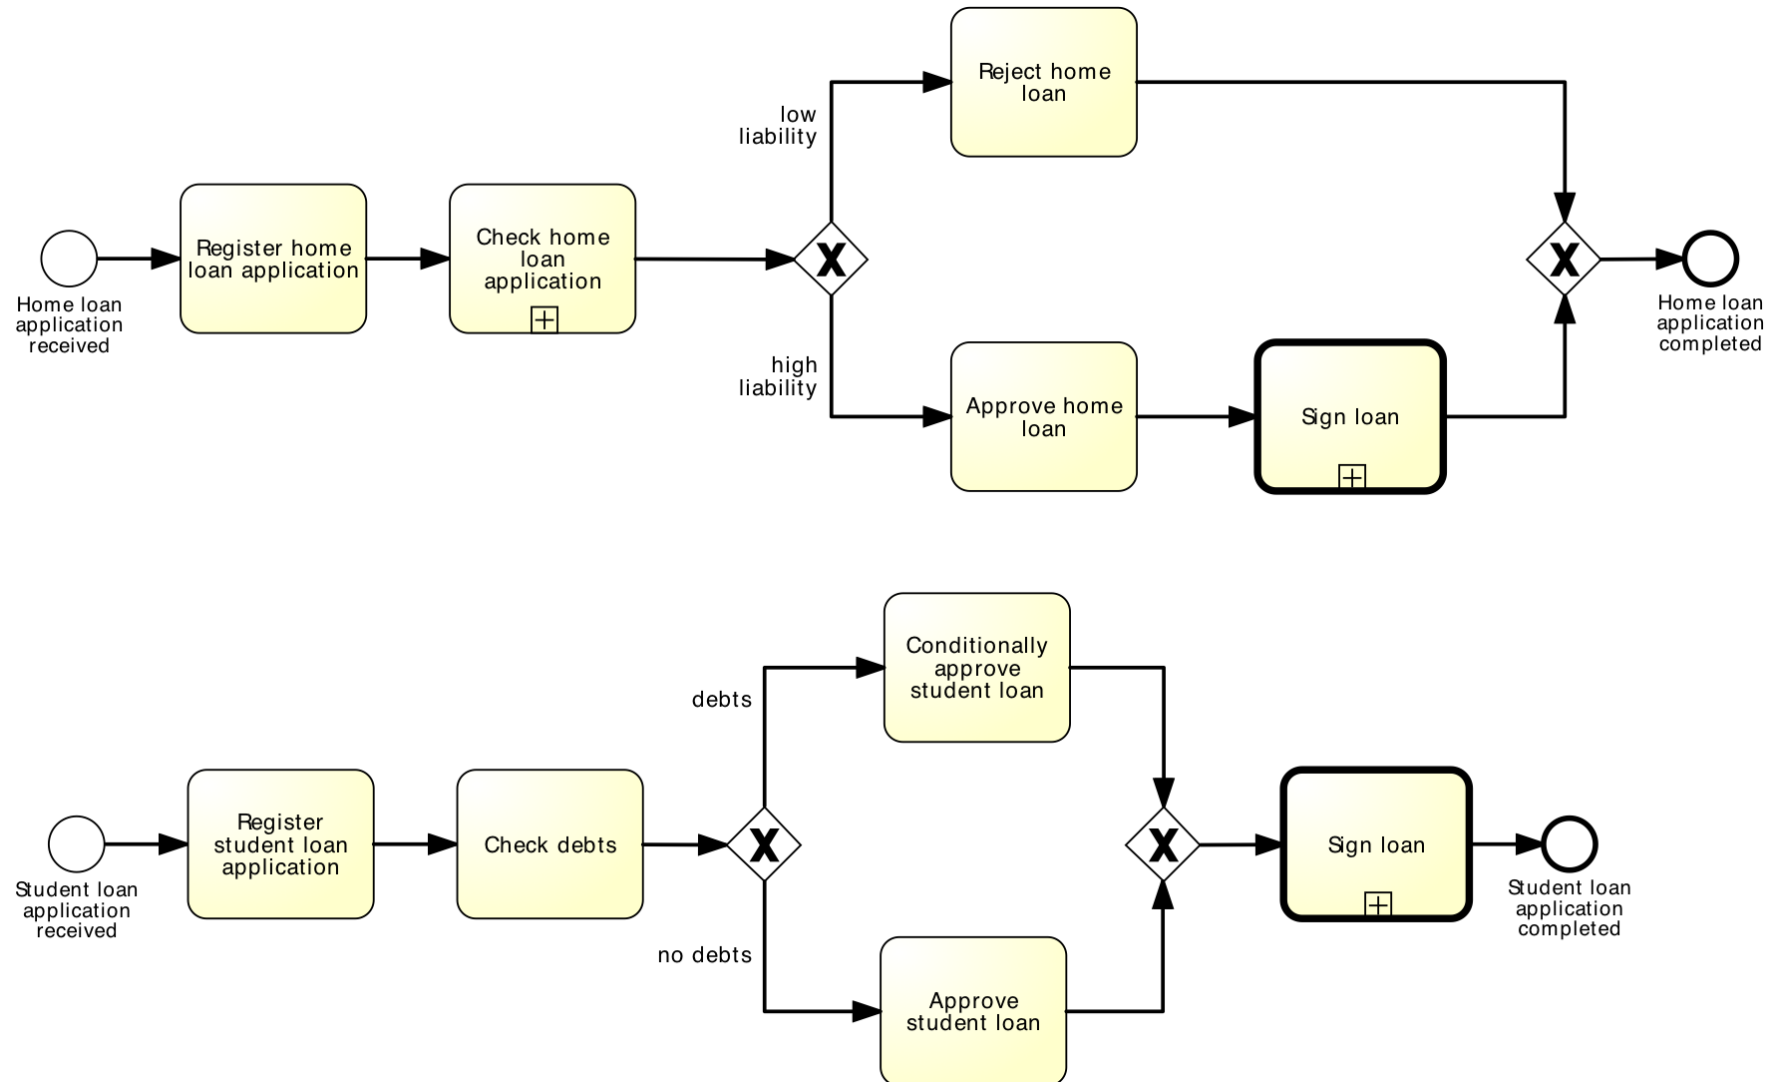 Reject home
loan
low
liability
Register home
loan application
Check home
loan
application
X
X
Home loan
application
received
Home loan
application
completed
high
liability
Approve home
loan
Sign loan
Conditionally
approve
student loan
debts
Register
student loan
application
Check debts
X
X
Sign loan
Student loan
application
received
Student loan
application
completed
no debts
Approve
student loan